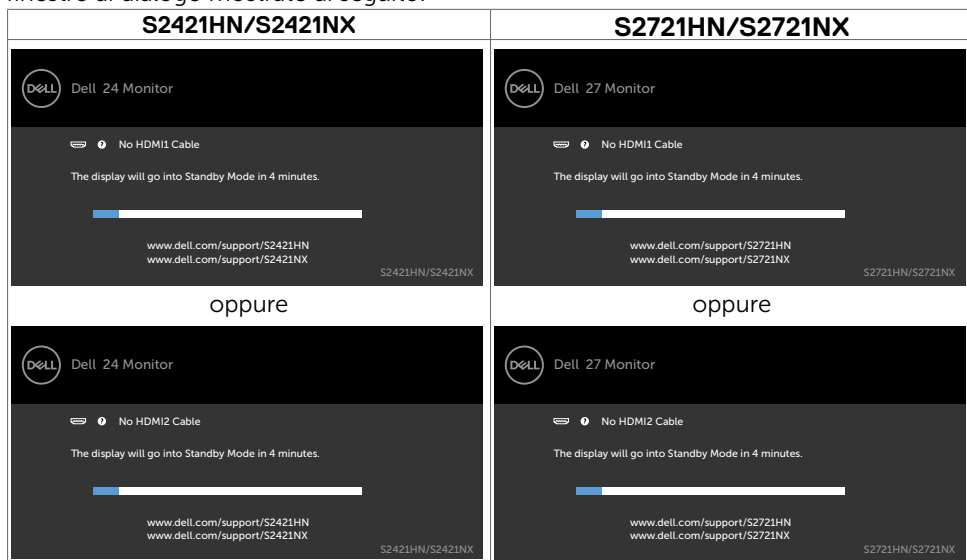 S2421HN/S2421NX
S2721HN/S2721NX
DELL
Dell 24 Monitor
No HDMI1 Cable
The display will go into Standby Mode in 4 minutes.
www.dell.com/support/S2421HN
www.dell.com/support/S2421NX
S2421HN/S2421NX
DELL
Dell 27 Monitor
No HDMI1 Cable
The display will go into Standby Mode in 4 minutes.
www.dell.com/support/S2721HN
www.dell.com/support/S2721NX
S2721HN/S2721NX
oppure
oppure
DELL
Dell 24 Monitor
No HDMI2 Cable
The display will go into Standby Mode in 4 minutes.
www.dell.com/support/S2421HN
www.dell.com/support/S2421NX
S2421HN/S2421NX
DELL
Dell 27 Monitor
No HDMI2 Cable
The display will go into Standby Mode in 4 minutes.
www.dell.com/support/S2721HN
www.dell.com/support/S2721NX
S2721HN/S2721NX